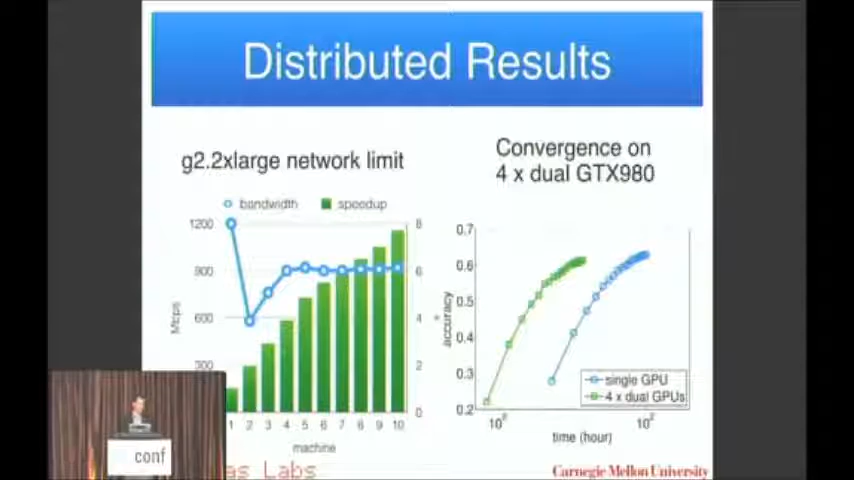 Distributed Results
g2.2xlarge network limit
bandwidth
speedup
1200
900
600
300
Mbps
8
6
4
2
0
x
1 2 3 4 5 6 7 8 9 10
machine
Convergence on
4 x dual GTX980
0.7
0.6
0.5
0.4
0.3
0.2
accuracy
single GPU
4 x dual GPUs
10⁰
10²
time (hour)
conf
as Labs
Carnegie Mellon University